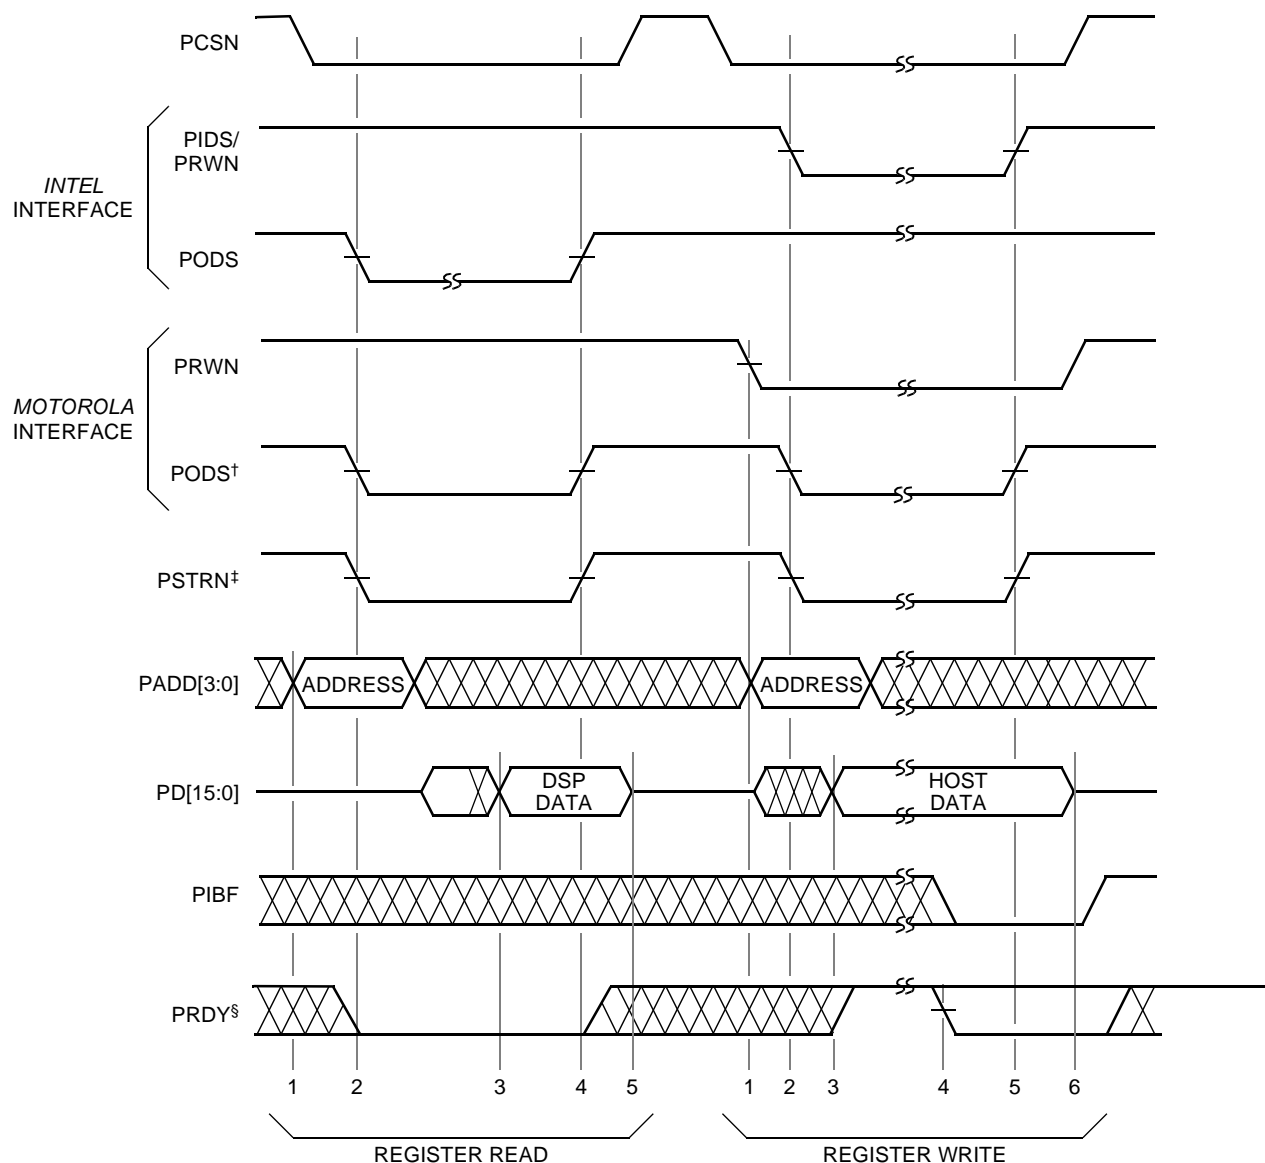 PCSN
PIDS/
PRWN
INTEL
INTERFACE
PODS
PRWN
MOTOROLA
INTERFACE
PODS†
PSTRN‡
PADD[3:0]
ADDRESS
ADDRESS
PD[15:0]
DSP
DATA
HOST
DATA
PIBF
PRDY§
1 2 3 4 5 1 2 3 4 5 6
REGISTER READ
REGISTER WRITE